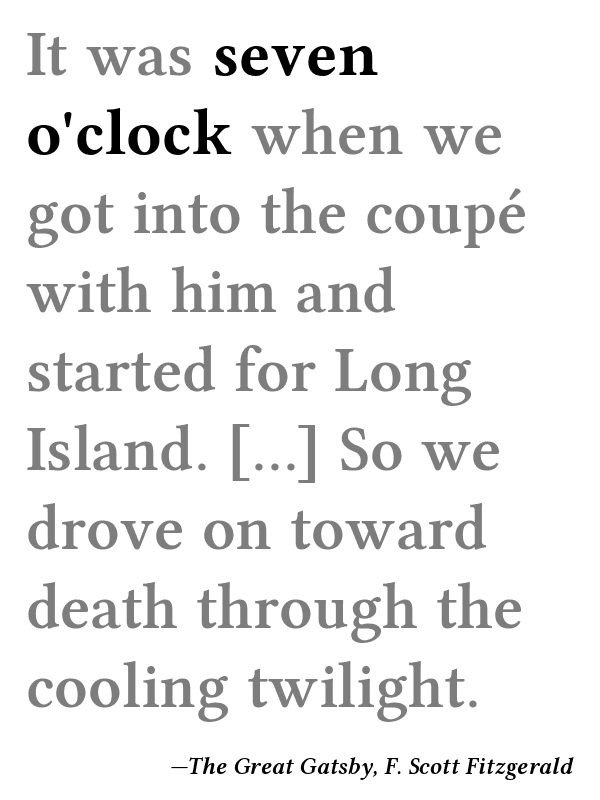 It was seven
o'clock when we
got into the coupé
with him and
started for Long
Island. [...] So we
drove on toward
death through the
cooling twilight.
—The Great Gatsby, F. Scott Fitzgerald